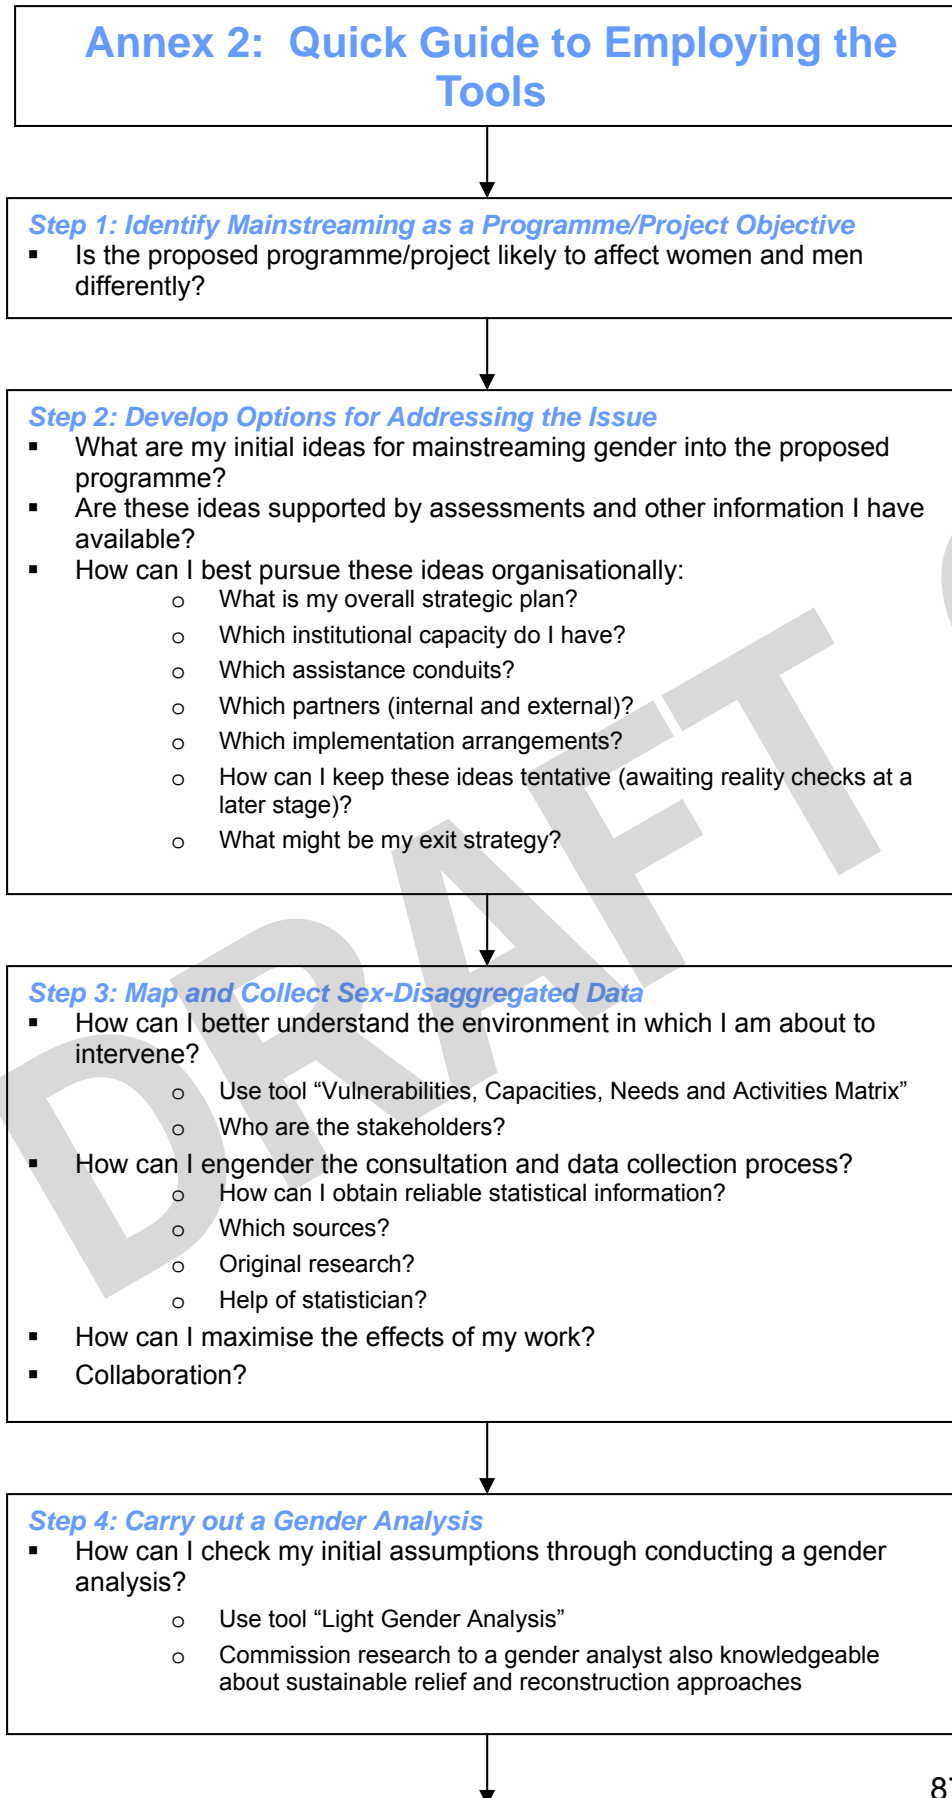 Annex 2:  Quick Guide to Employing the
Tools
Step 1: Identify Mainstreaming as a Programme/Project Objective
▪ Is the proposed programme/project likely to affect women and men
differently?
Step 2: Develop Options for Addressing the Issue
▪ What are my initial ideas for mainstreaming gender into the proposed
programme?
▪ Are these ideas supported by assessments and other information I have
available?
▪ How can I best pursue these ideas organisationally:
o What is my overall strategic plan?
o Which institutional capacity do I have?
o Which assistance conduits?
o Which partners (internal and external)?
o Which implementation arrangements?
o How can I keep these ideas tentative (awaiting reality checks at a
later stage)?
o What might be my exit strategy?
Step 3: Map and Collect Sex-Disaggregated Data
▪ How can I better understand the environment in which I am about to
intervene?
o Use tool “Vulnerabilities, Capacities, Needs and Activities Matrix”
o Who are the stakeholders?
▪ How can I engender the consultation and data collection process?
o How can I obtain reliable statistical information?
o Which sources?
o Original research?
o Help of statistician?
▪ How can I maximise the effects of my work?
▪ Collaboration?
Step 4: Carry out a Gender Analysis
▪ How can I check my initial assumptions through conducting a gender
analysis?
o Use tool “Light Gender Analysis”
o Commission research to a gender analyst also knowledgeable
about sustainable relief and reconstruction approaches
87
DRAFT